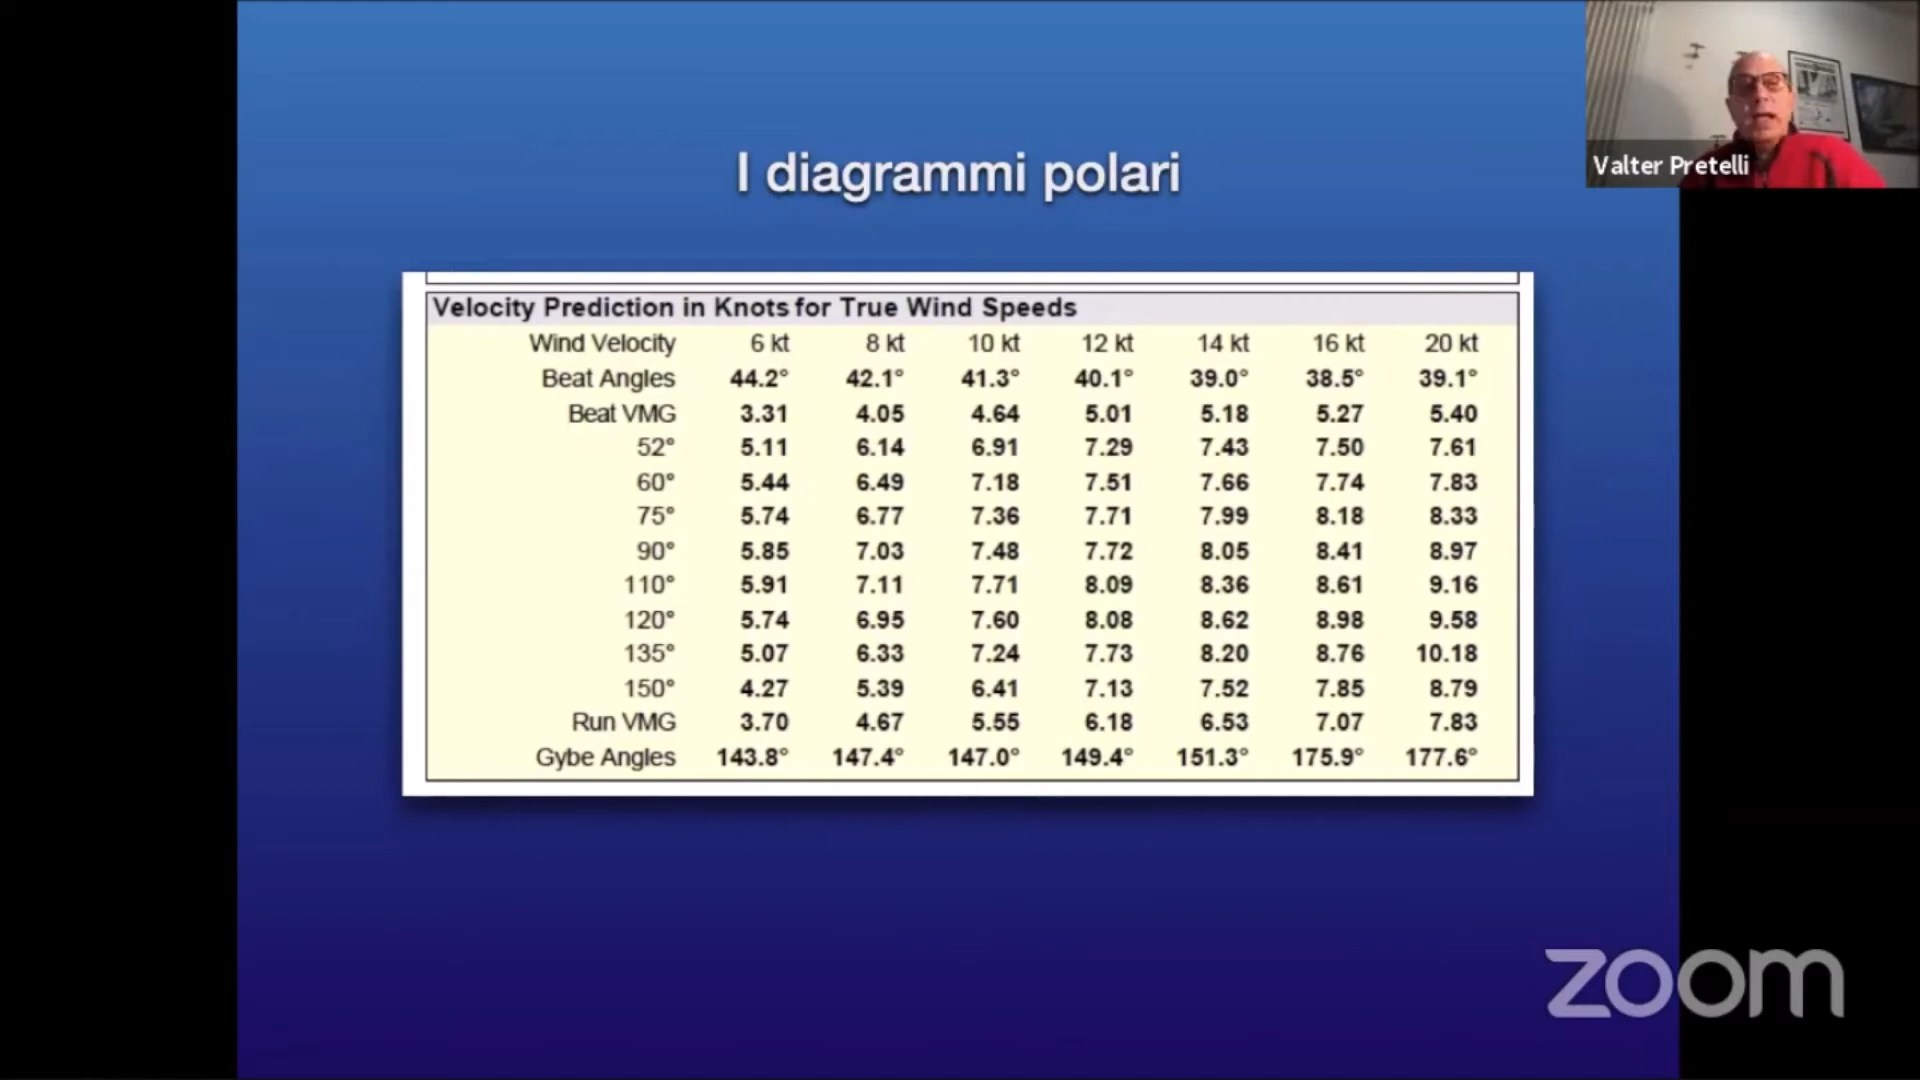 I diagrammi polari
Valter Pretelli
Velocity Prediction in Knots for True Wind Speeds
Wind Velocity 6 kt 8 kt 10 kt 12 kt 14 kt 16 kt 20 kt
Beat Angles 44.2° 42.1° 41.3° 40.1° 39.0° 38.5° 39.1°
Beat VMG 3.31 4.05 4.64 5.01 5.18 5.27 5.40
52° 5.11 6.14 6.91 7.29 7.43 7.50 7.61
60° 5.44 6.49 7.18 7.51 7.66 7.74 7.83
75° 5.74 6.77 7.36 7.71 7.99 8.18 8.33
90° 5.85 7.03 7.48 7.72 8.05 8.41 8.97
110° 5.91 7.11 7.71 8.09 8.36 8.61 9.16
120° 5.74 6.95 7.60 8.08 8.62 8.98 9.58
135° 5.07 6.33 7.24 7.73 8.20 8.76 10.18
150° 4.27 5.39 6.41 7.13 7.52 7.85 8.79
Run VMG 3.70 4.67 5.55 6.18 6.53 7.07 7.83
Gybe Angles 143.8° 147.4° 147.0° 149.4° 151.3° 175.9° 177.6°
zoom